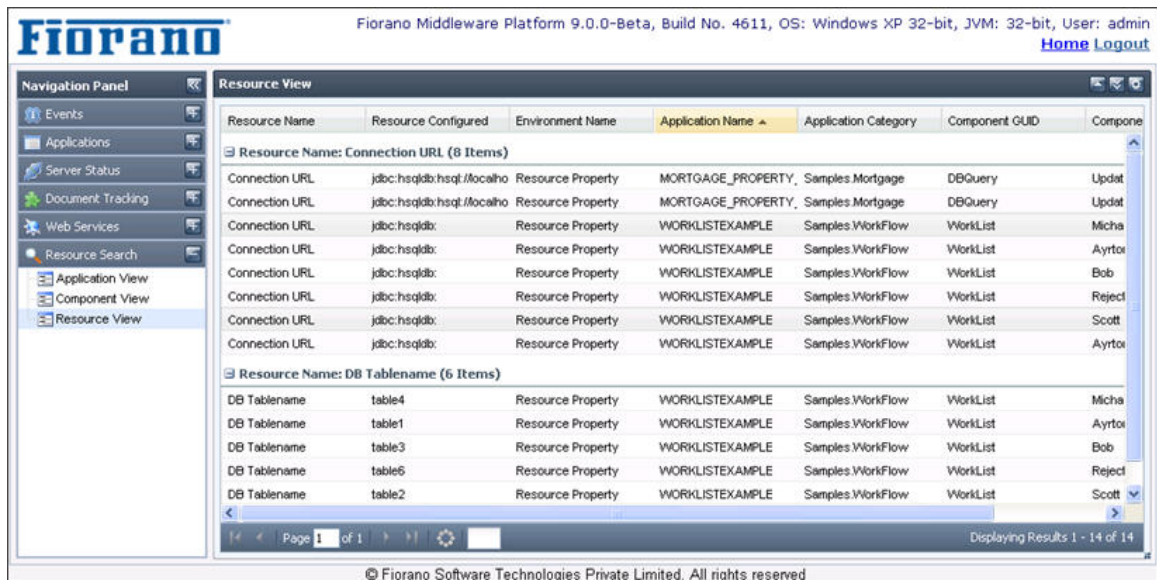 Fiorano
Fiorano Middleware Platform 9.0.0-Beta, Build No. 4611, OS: Windows XP 32-bit, JVM: 32-bit, User: admin
Home Logout
Navigation Panel
Events
Applications
Server Status
Document Tracking
Web Services
Resource Search
Application View
Component View
Resource View
Resource View
Resource Name Resource Configured Environment Name Application Name Application Category Component GUID Compone
Resource Name: Connection URL (8 Items)
Connection URL jdbc:hsqldb:hsql://localho Resource Property MORTGAGE_PROPERTY_ Samples.Mortgage DBQuery Updat
Connection URL jdbc:hsqldb:hsql://localho Resource Property MORTGAGE_PROPERTY_ Samples.Mortgage DBQuery Updat
Connection URL jdbc:hsqldb: Resource Property WORKLISTEXAMPLE Samples.WorkFlow WorkList Micha
Connection URL jdbc:hsqldb: Resource Property WORKLISTEXAMPLE Samples.WorkFlow WorkList Ayrto
Connection URL jdbc:hsqldb: Resource Property WORKLISTEXAMPLE Samples.WorkFlow WorkList Bob
Connection URL jdbc:hsqldb: Resource Property WORKLISTEXAMPLE Samples.WorkFlow WorkList Reject
Connection URL jdbc:hsqldb: Resource Property WORKLISTEXAMPLE Samples.WorkFlow WorkList Scott
Connection URL jdbc:hsqldb: Resource Property WORKLISTEXAMPLE Samples.WorkFlow WorkList Ayrto
Resource Name: DB Tablename (6 Items)
DB Tablename table4 Resource Property WORKLISTEXAMPLE Samples.WorkFlow WorkList Micha
DB Tablename table1 Resource Property WORKLISTEXAMPLE Samples.WorkFlow WorkList Ayrto
DB Tablename table3 Resource Property WORKLISTEXAMPLE Samples.WorkFlow WorkList Bob
DB Tablename table6 Resource Property WORKLISTEXAMPLE Samples.WorkFlow WorkList Reject
DB Tablename table2 Resource Property WORKLISTEXAMPLE Samples.WorkFlow WorkList Scott
Page 1 of 1 Displaying Results 1 - 14 of 14
© Fiorano Software Technologies Private Limited. All rights reserved